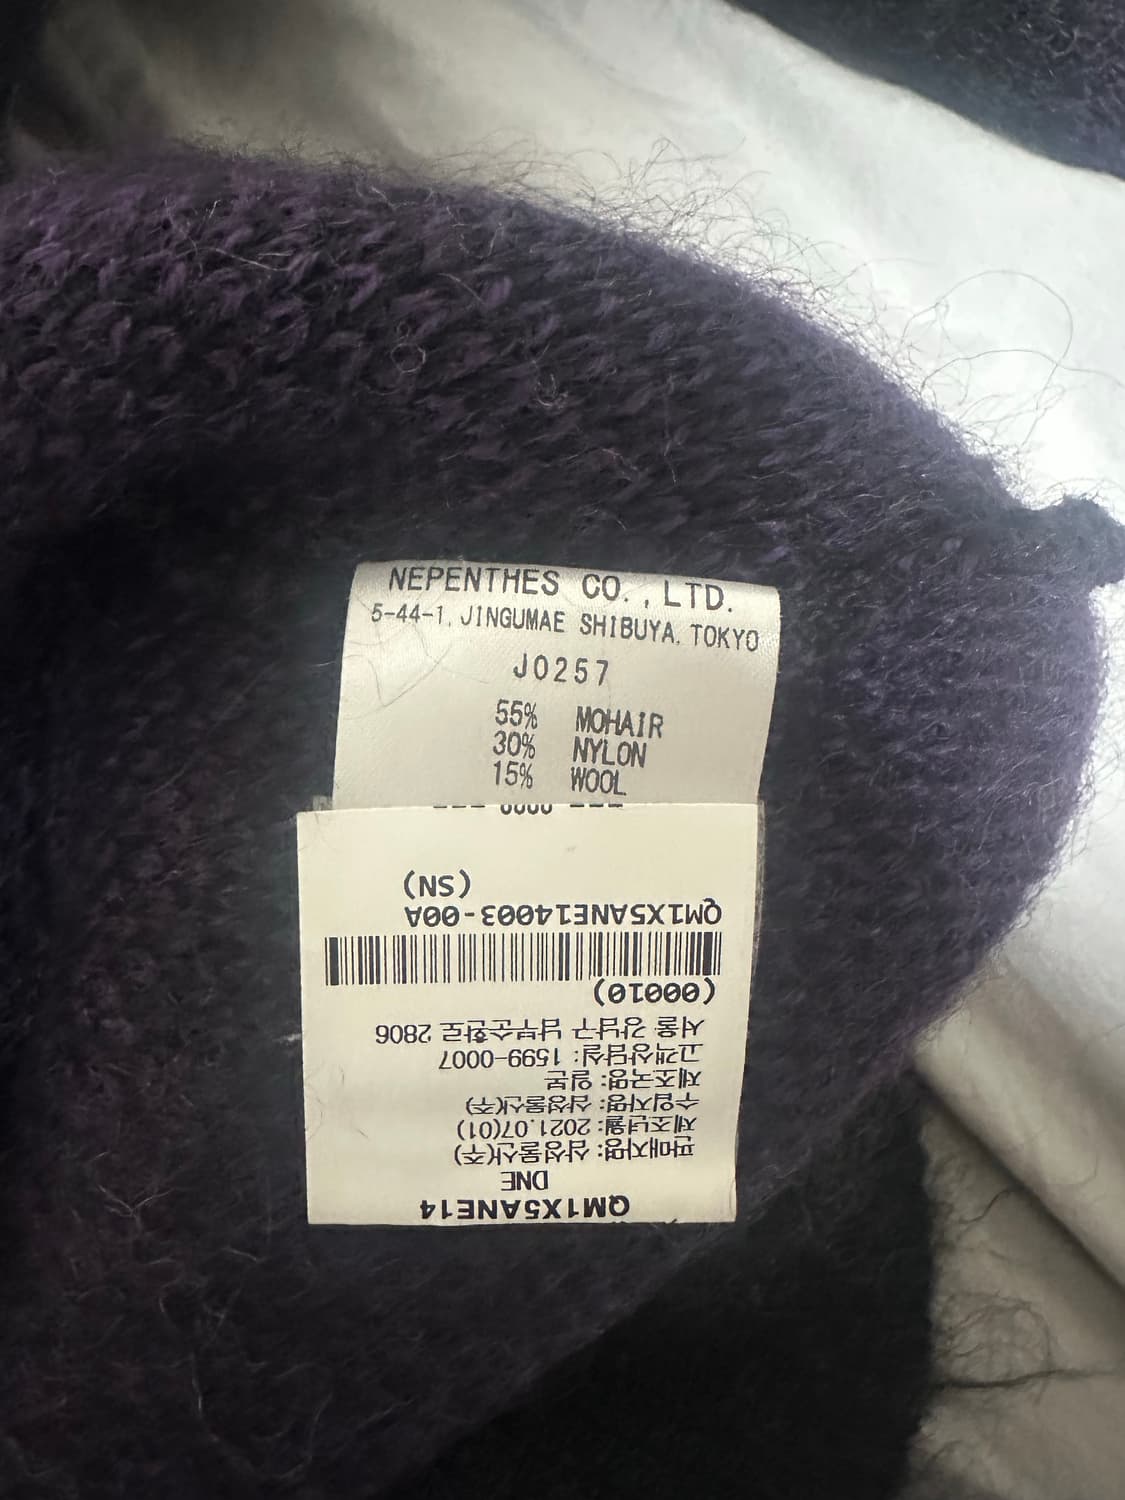 NEPENTHES CO.,LTD.
5-44-1, JINGUMAE SHIBUYA, TOKYO
J0257
55% MOHAIR
30% NYLON
15% WOOL
QM1X5ANE14
DNE
판매자명: 삼성물산(주)
제조년월: 2021.07(01)
수입자명: 삼성물산(주)
제조국명: 일본
고객상담실: 1599-0007
서울 강남구 남부순환로 2806
(00010)
QM1X5ANE14003-00A
(SN)